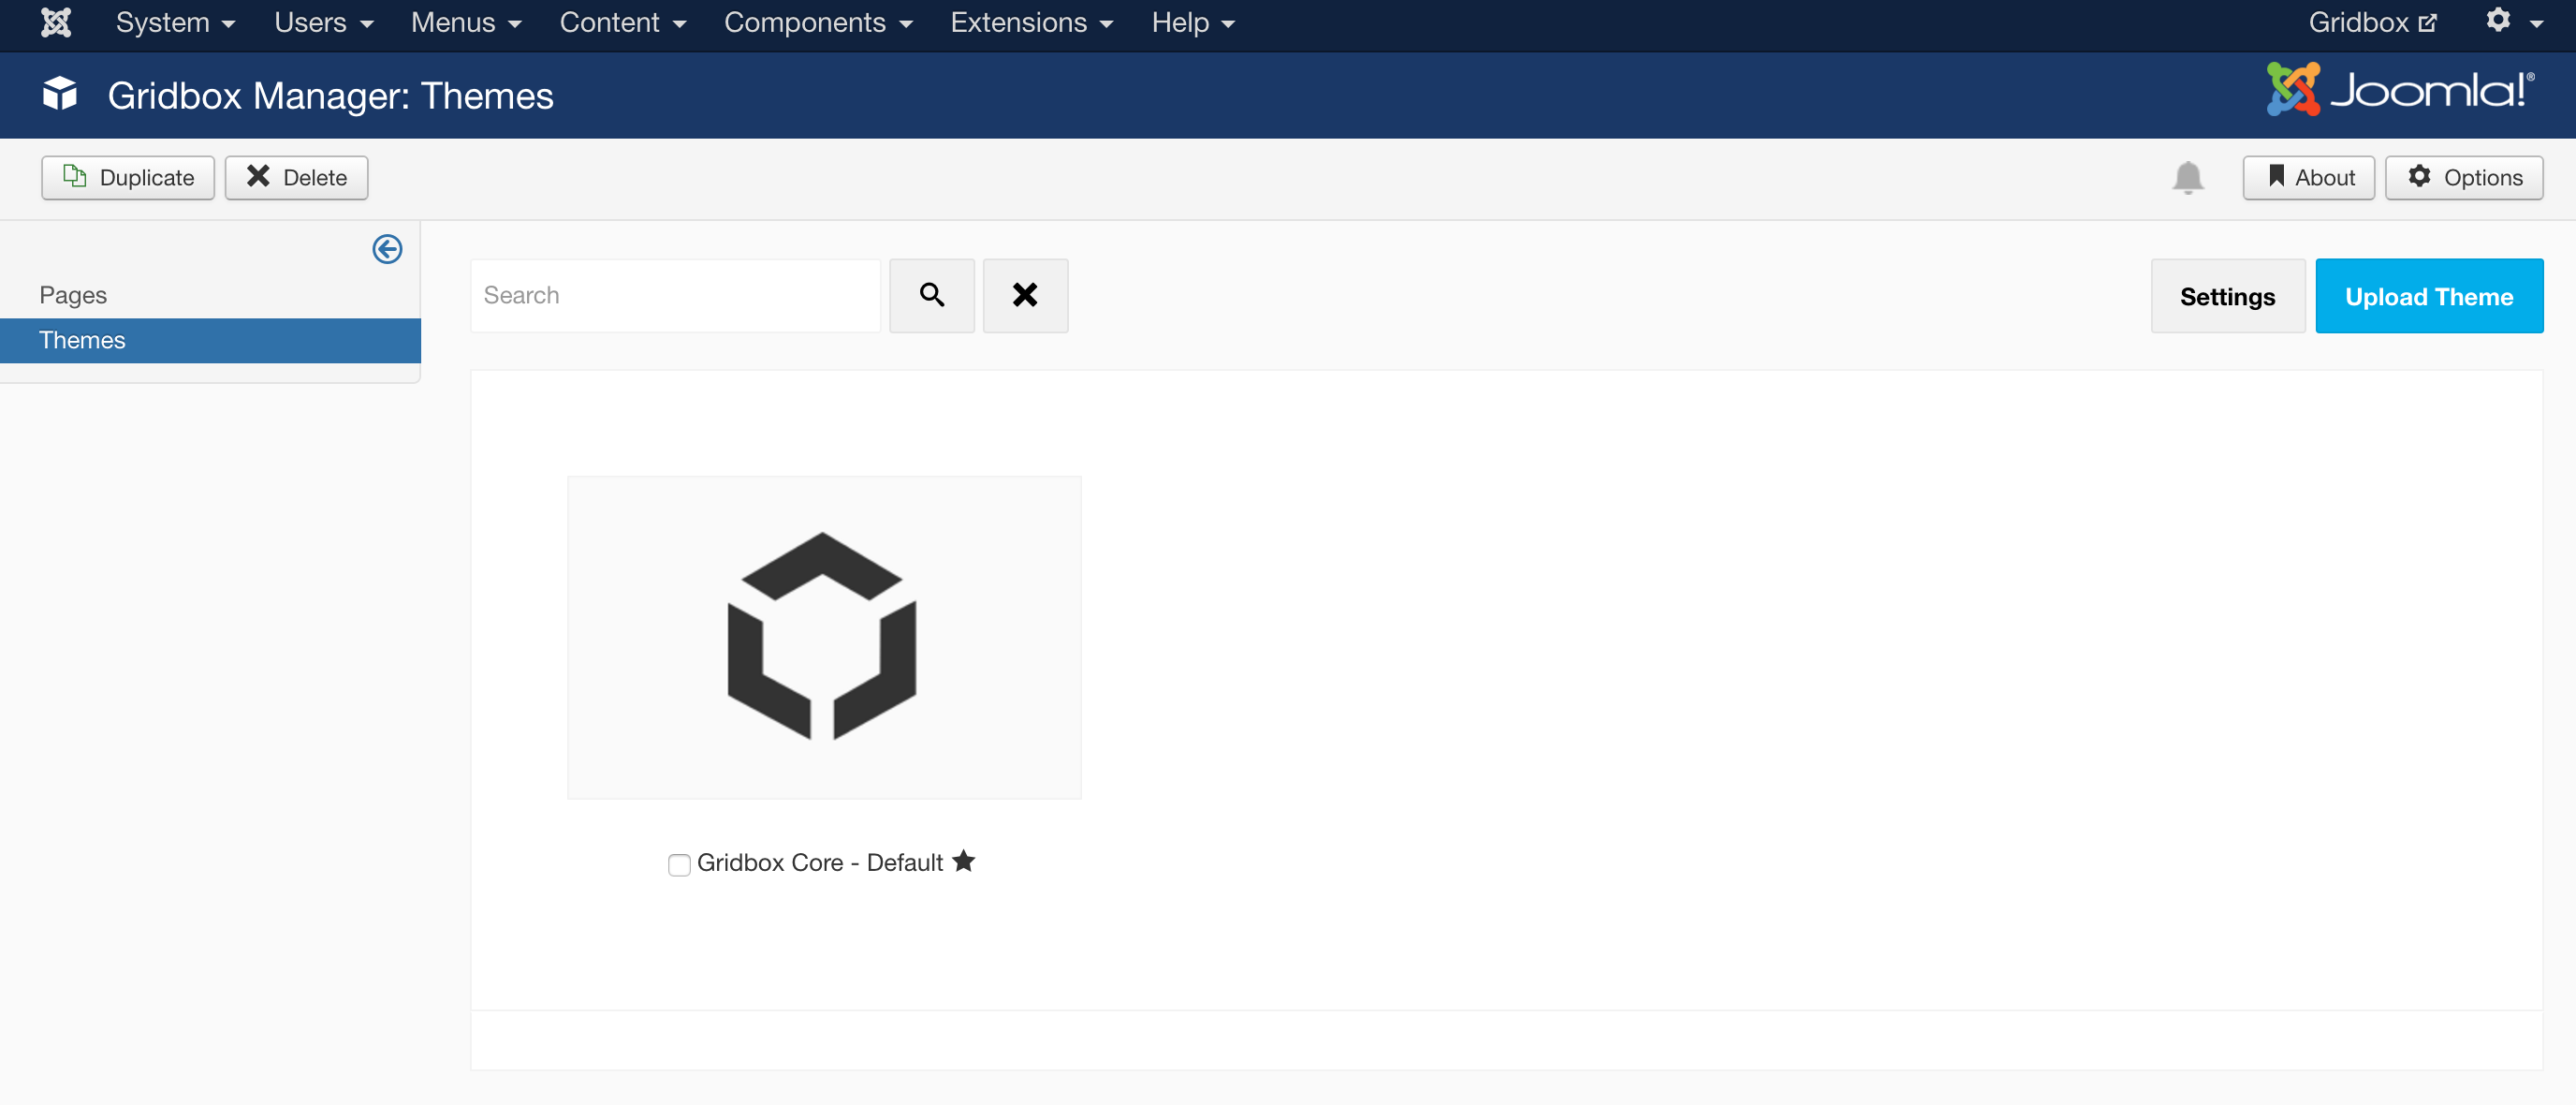 System Users Menus Content Components Extensions Help Gridbox
Gridbox Manager: Themes Joomla!®
Duplicate Delete About Options
Pages
Themes
Search Settings Upload Theme
Gridbox Core - Default